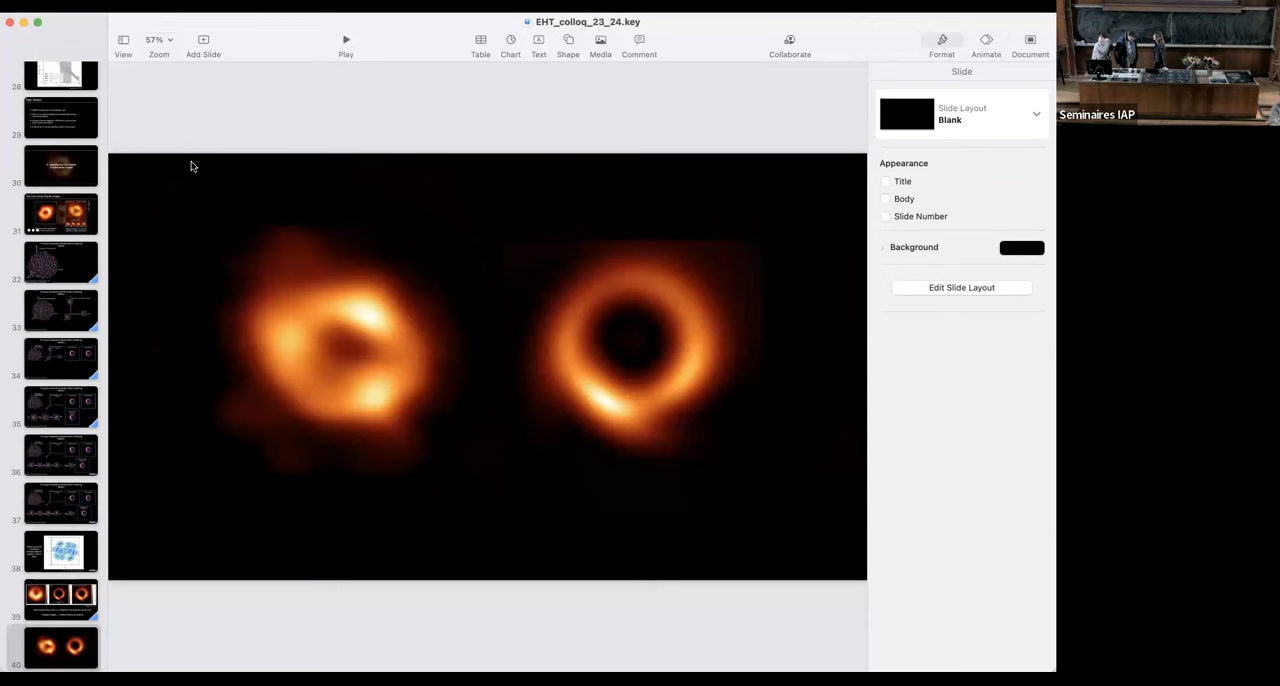 EHT_colloq_23_24.key
57%
View
Zoom
Add Slide
Play
Table
Chart
Text
Shape
Media
Comment
Collaborate
Format
Animate
Document
Slide
Slide Layout
Blank
Appearance
Title
Body
Slide Number
Background
Edit Slide Layout
28
29
30
31
32
33
34
35
36
37
38
39
40
Seminaires IAP